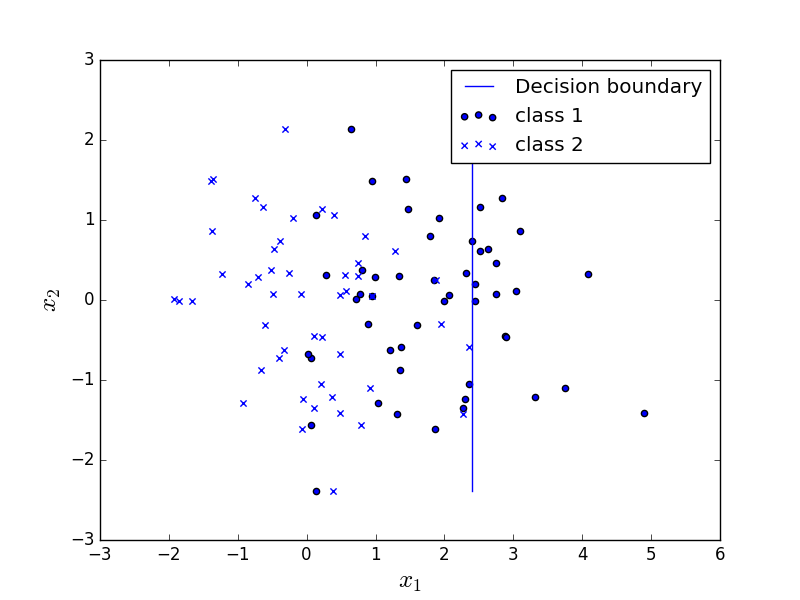 3
Decision boundary
class 1
class 2
2
1
0
−1
−2
−3
x₂
−3 −2 −1 0 1 2 3 4 5 6
x₁